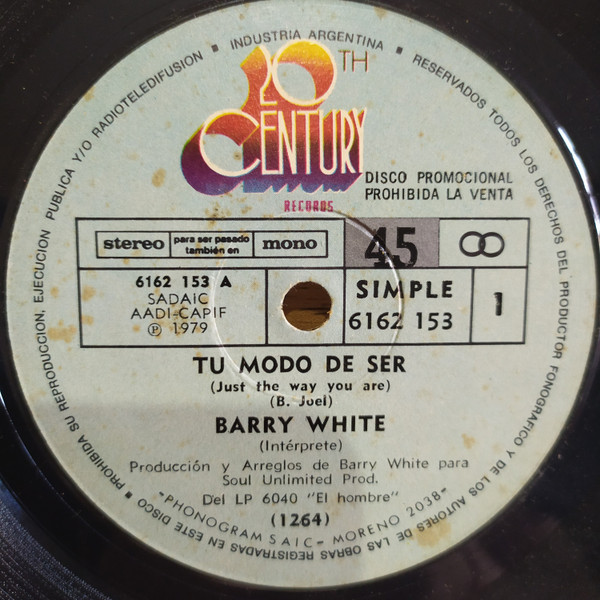 INDUSTRIA ARGENTINA ■ RESERVADOS TODOS LOS DERECHOS DEL PRODUCTOR FONOGRAFICO Y DE LOS AUTORES DE LAS OBRAS REGISTRADAS EN ESTE DISCO ■ PROHIBIDA SU REPRODUCCION, EJECUCION PUBLICA Y/O RADIOTELEDIFUSION ■
20TH
CENTURY
RECORDS
DISCO PROMOCIONAL
PROHIBIDA LA VENTA
stereo para ser pasado también en mono
45
6162 153 A
SADAIC
AADI-CAPIF
Ⓟ 1979
SIMPLE
6162 153
1
TU MODO DE SER
(Just the way you are)
(B. Joel)
BARRY WHITE
(Intérprete)
Producción y Arreglos de Barry White para
Soul Unlimited Prod.
Del LP 6040 "El hombre"
(1264)
-PHONOGRAM SAIC- MORENO 2038-